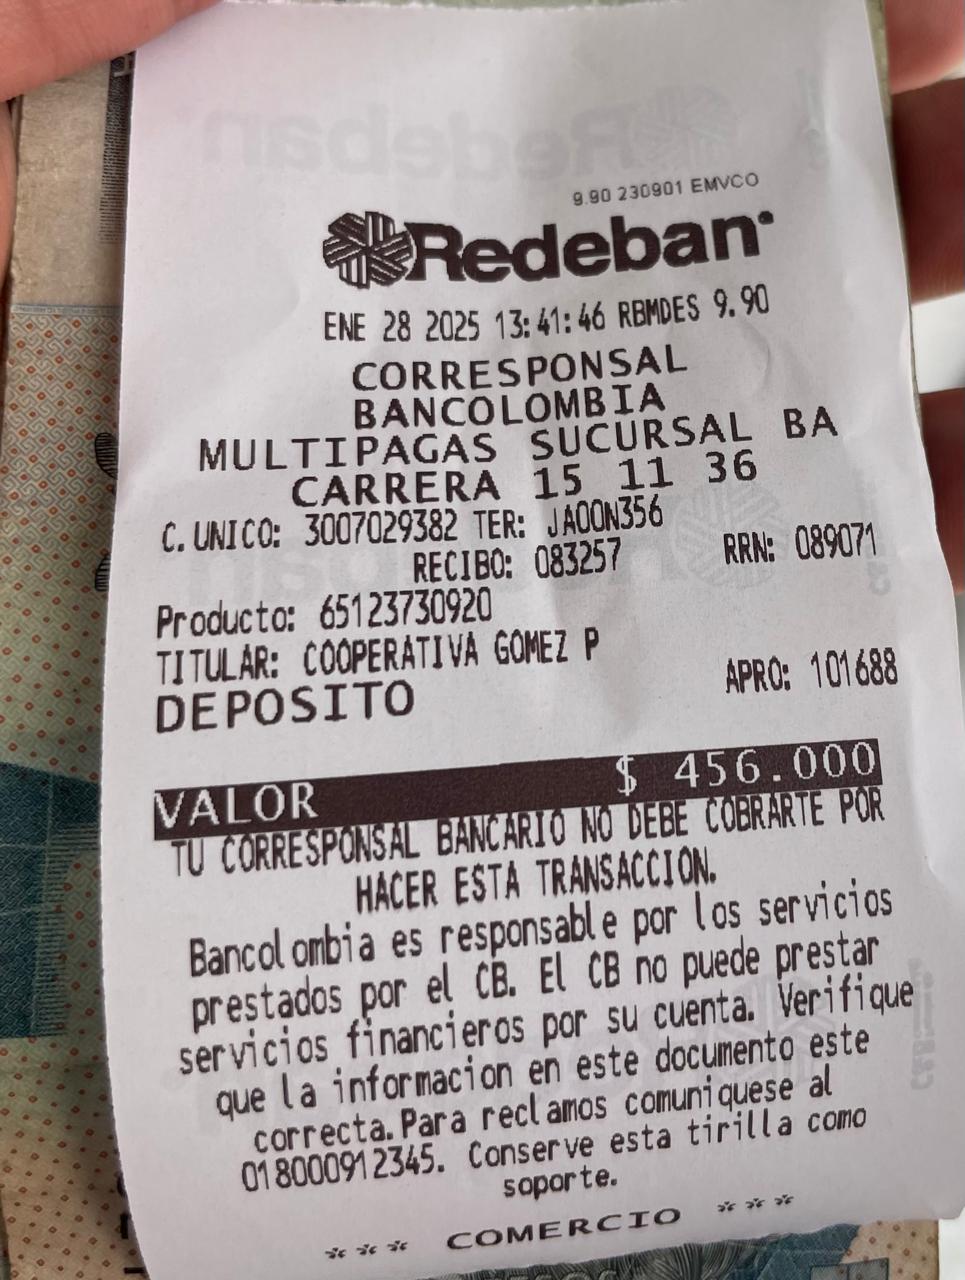 9.90 230901 EMVCO
Redeban
ENE 28 2025 13:41:46 RBMDES 9.90
CORRESPONSAL
BANCOLOMBIA
MULTIPAGAS SUCURSAL BA
CARRERA 15 11 36
C. UNICO: 3007029382 TER: JAOON356
RECIBO: 083257 RRN: 089071
Producto: 65123730920
TITULAR: COOPERATIVA GOMEZ P
DEPOSITO APRO: 101688
VALOR $ 456.000
TU CORRESPONSAL BANCARIO NO DEBE COBRARTE POR
HACER ESTA TRANSACCION.
Bancolombia es responsable por los servicios
prestados por el CB. El CB no puede prestar
servicios financieros por su cuenta. Verifique
que la informacion en este documento este
correcta. Para reclamos comuniquese al
018000912345. Conserve esta tirilla como
soporte.
*** COMERCIO ***